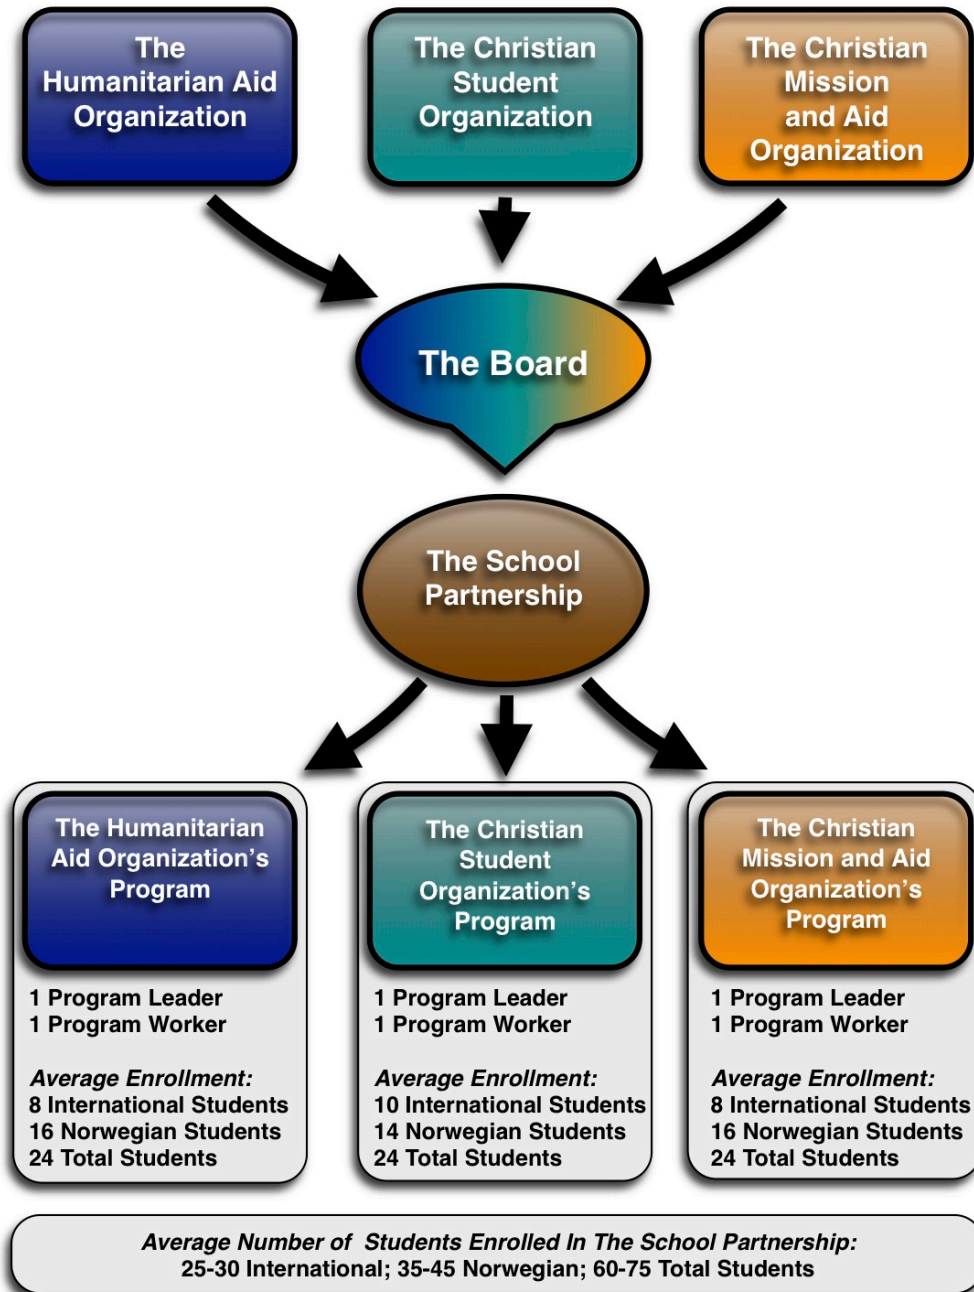 The
Humanitarian Aid
Organization
The Christian
Student
Organization
The Christian
Mission
and Aid
Organization
The Board
The School
Partnership
The Humanitarian
Aid Organization's
Program
1 Program Leader
1 Program Worker
Average Enrollment:
8 International Students
16 Norwegian Students
24 Total Students
The Christian
Student
Organization's
Program
1 Program Leader
1 Program Worker
Average Enrollment:
10 International Students
14 Norwegian Students
24 Total Students
The Christian
Mission and Aid
Organization's
Program
1 Program Leader
1 Program Worker
Average Enrollment:
8 International Students
16 Norwegian Students
24 Total Students
Average Number of  Students Enrolled In The School Partnership:
25-30 International; 35-45 Norwegian; 60-75 Total Students